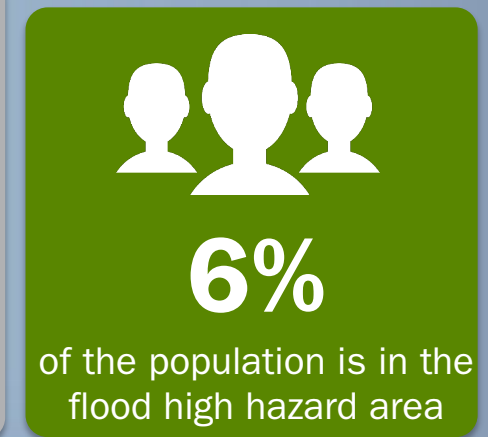 6%
of the population is in the
flood high hazard area